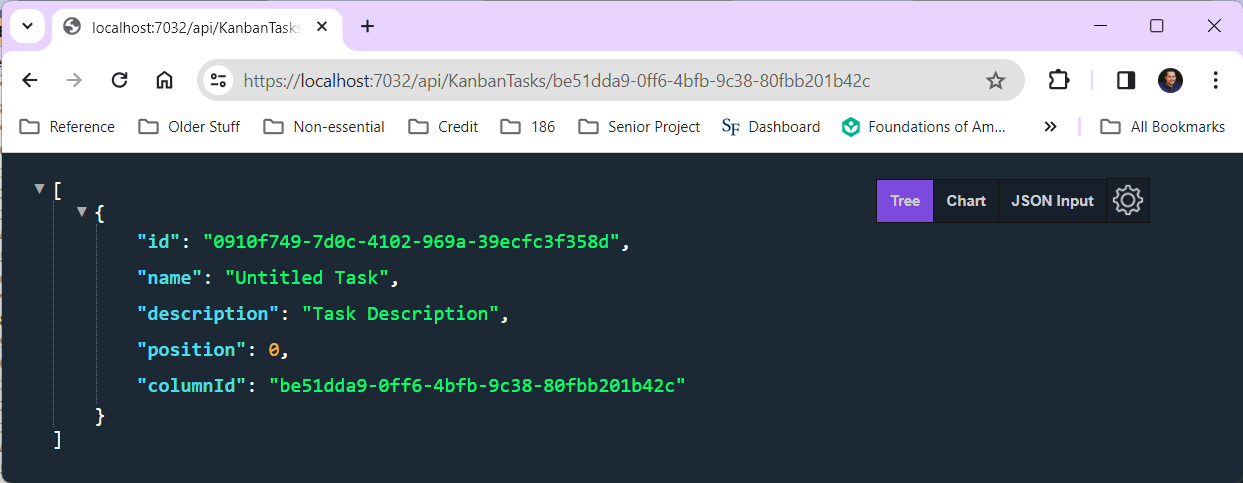 localhost:7032/api/KanbanTasks
https://localhost:7032/api/KanbanTasks/be51dda9-0ff6-4bfb-9c38-80fbb201b42c
Reference Older Stuff Non-essential Credit 186 Senior Project SF Dashboard Foundations of Am... » All Bookmarks
Tree Chart JSON Input
[
{
"id": "0910f749-7d0c-4102-969a-39ecfc3f358d",
"name": "Untitled Task",
"description": "Task Description",
"position": 0,
"columnId": "be51dda9-0ff6-4bfb-9c38-80fbb201b42c"
}
]